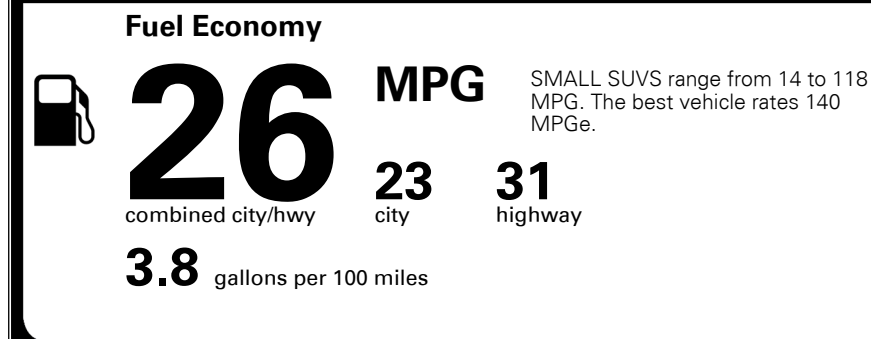 Fuel Economy
26 MPG
SMALL SUVS range from 14 to 118
MPG. The best vehicle rates 140
MPGe.
combined city/hwy
23
city
31
highway
3.8 gallons per 100 miles